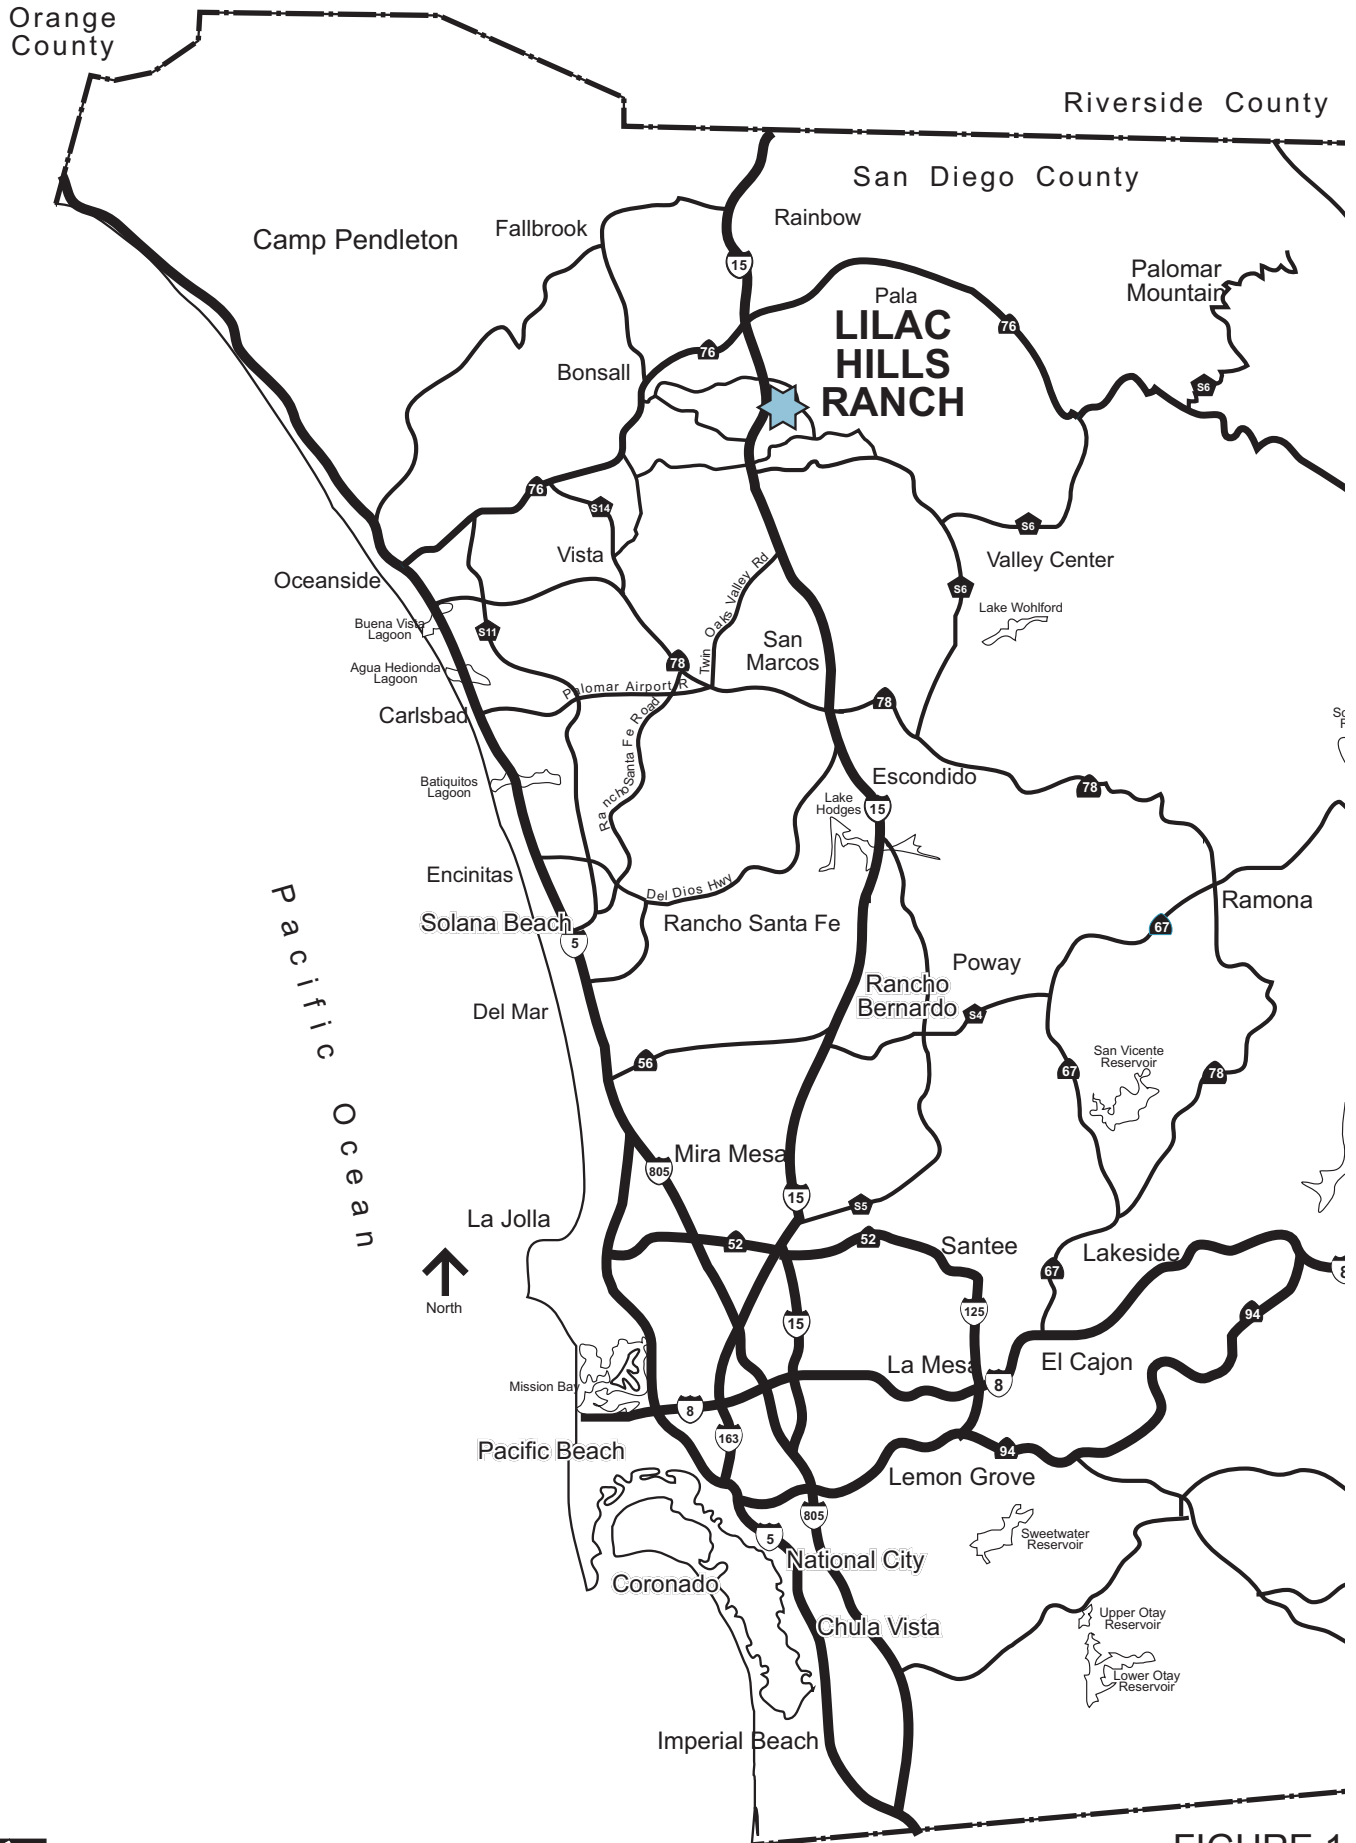 Orange
County
Riverside County
San Diego County
Rainbow
Fallbrook
Camp Pendleton
15
Palomar
Mountain
Pala
76
LILAC
HILLS
RANCH
76
Bonsall
S6
76
S14
S6
Vista
Valley Center
Oceanside
Twin Oaks Valley Rd
S6
Lake Wohlford
Buena Vista
Lagoon
S11
San
Marcos
Agua Hedionda
Lagoon
78
Palomar Airport R
78
Carlsbad
Rancho Santa Fe Road
Escondido
Batiquitos
Lagoon
78
Lake
Hodges
15
Encinitas
Del Dios Hwy
Ramona
Solana Beach
Rancho Santa Fe
67
5
Poway
Rancho
Bernardo
Del Mar
S4
56
San Vicente
Reservoir
67
78
Pacific Ocean
Mira Mesa
805
15
S5
La Jolla
52
52
Santee
Lakeside
67
8
North
125
94
15
La Mesa
El Cajon
Mission Bay
8
8
163
Pacific Beach
94
Lemon Grove
805
5
Sweetwater
Reservoir
National City
Coronado
Upper Otay
Reservoir
Chula Vista
Lower Otay
Reservoir
Imperial Beach
FIGURE 1